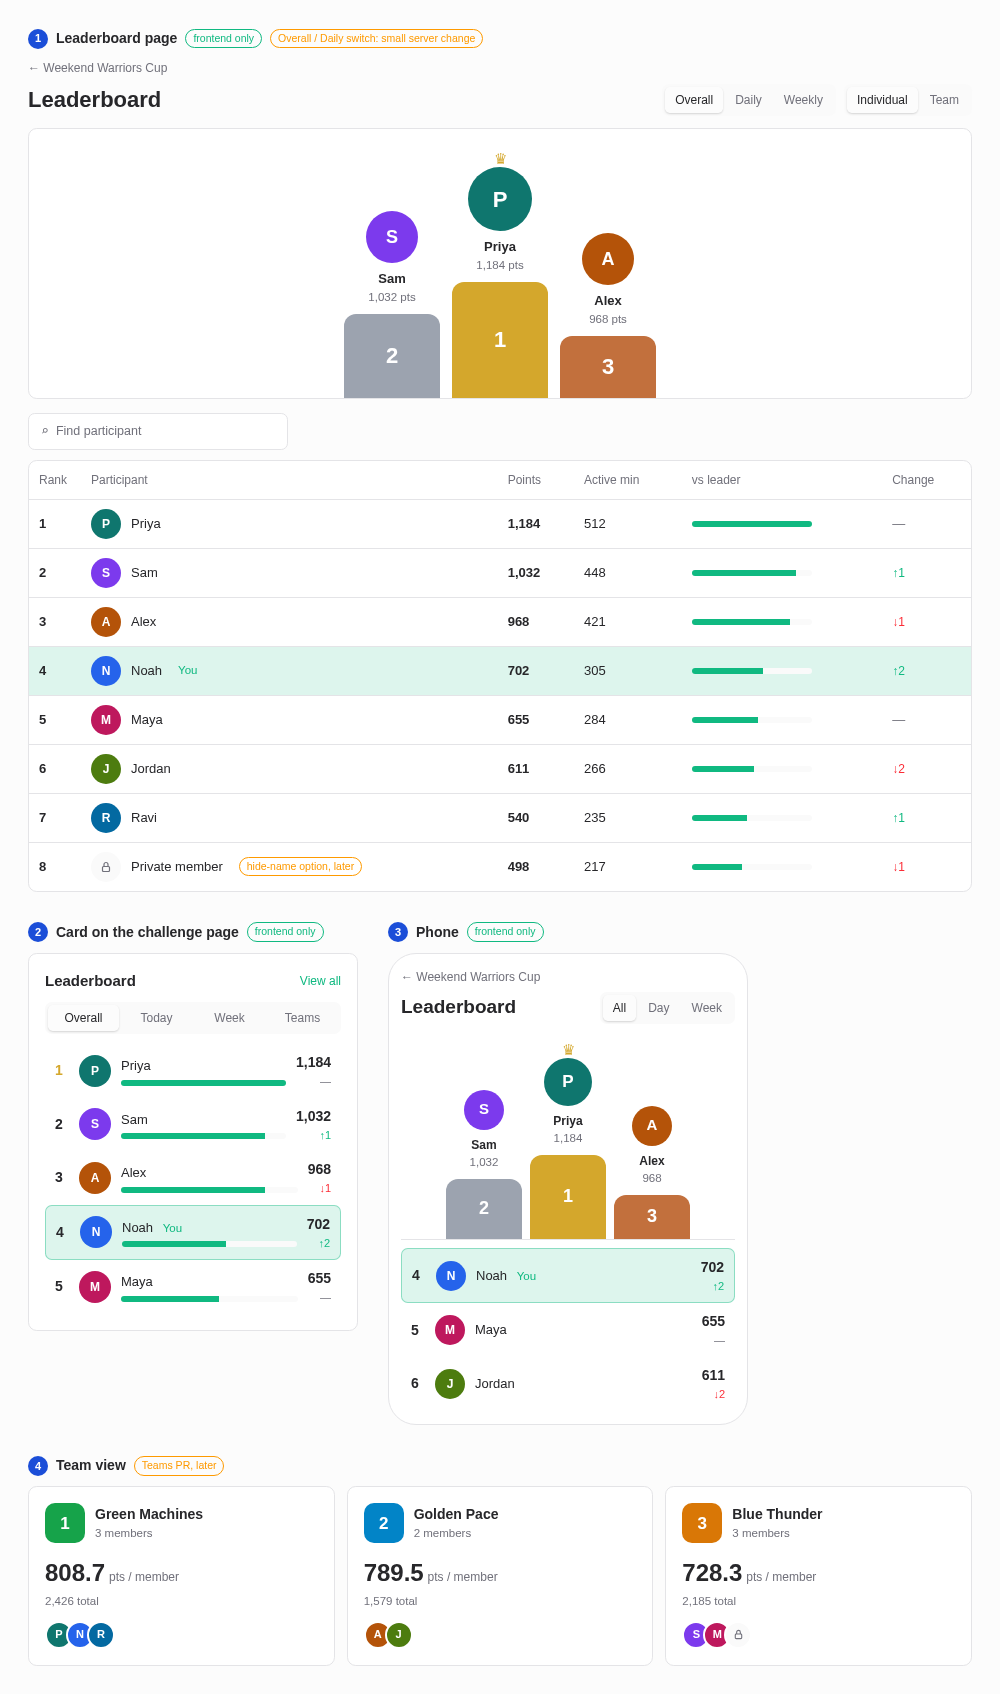 1 Leaderboard page frontend only Overall / Daily switch: small server change
← Weekend Warriors Cup
Leaderboard Overall Daily Weekly Individual Team
♛
P
S
Priya
A
1,184 pts
Sam
1,032 pts
Alex
968 pts
1
2
3
⌕ Find participant
Rank Participant Points Active min vs leader Change
1 P Priya 1,184 512 —
2 S Sam 1,032 448 ↑1
3 A Alex 968 421 ↓1
4 N Noah You 702 305 ↑2
5 M Maya 655 284 —
6 J Jordan 611 266 ↓2
7 R Ravi 540 235 ↑1
8 Private member hide-name option, later 498 217 ↓1
2 Card on the challenge page frontend only
Leaderboard View all
Overall Today Week Teams
1 P Priya 1,184
—
2 S Sam 1,032
↑1
3 A Alex 968
↓1
4 N Noah You 702
↑2
5 M Maya 655
—
3 Phone frontend only
← Weekend Warriors Cup
Leaderboard All Day Week
♛
P
S
Priya
A
1,184
Sam
1,032
Alex
968
1
2
3
4 N Noah You 702
↑2
5 M Maya 655
—
6 J Jordan 611
↓2
4 Team view Teams PR, later
1 Green Machines
3 members
808.7 pts / member
2,426 total
P N R
2 Golden Pace
2 members
789.5 pts / member
1,579 total
A J
3 Blue Thunder
3 members
728.3 pts / member
2,185 total
S M